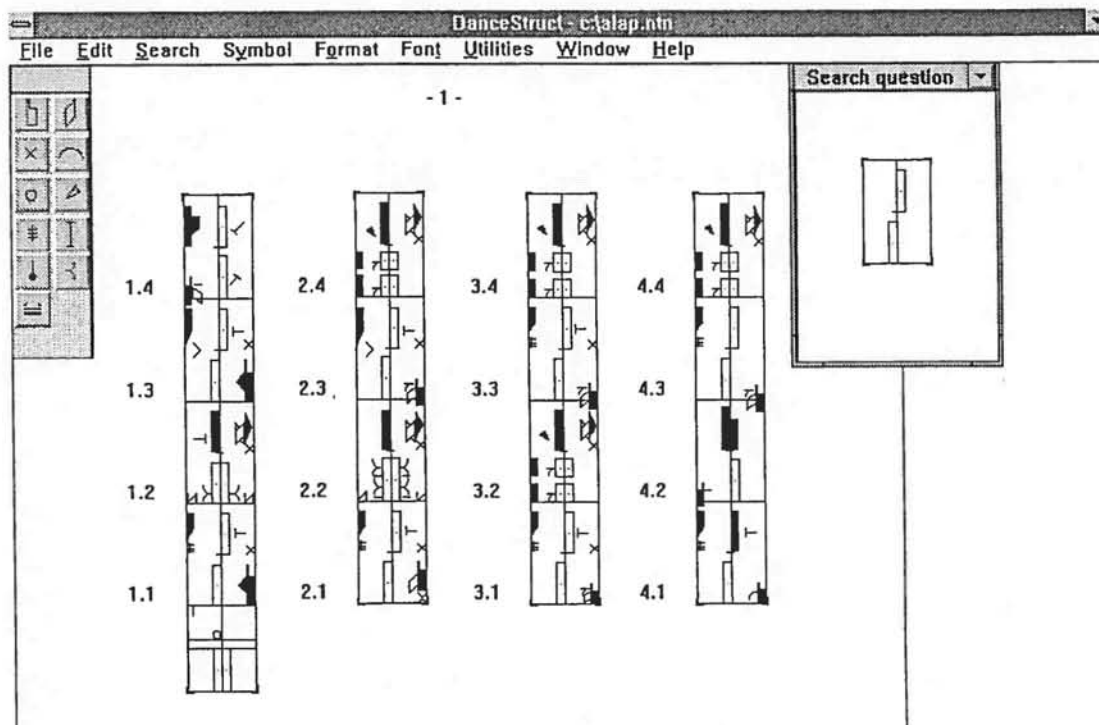 DanceStruct - c:\alap.ntn
File Edit Search Symbol Format Font Utilities Window Help
Search question
- 1 -
1.4 2.4 3.4 4.4
1.3 2.3 3.3 4.3
1.2 2.2 3.2 4.2
1.1 2.1 3.1 4.1